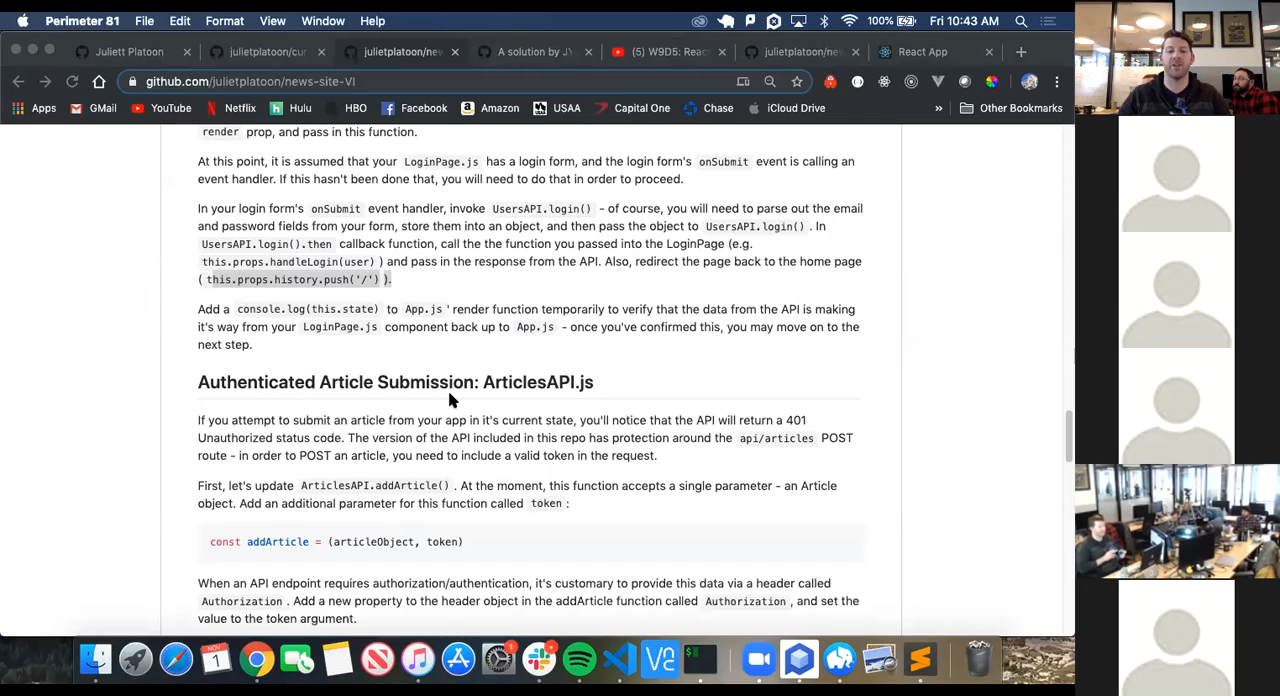 Perimeter 81 File Edit Format View Window Help 100% Fri 10:43 AM
Juliett Platoon julietplatoon/cur julietplatoon/new A solution by J (5) W9D5: Reac julietplatoon/new React App
github.com/julietplatoon/news-site-VI
Apps GMail YouTube Netflix Hulu HBO Facebook Amazon USAA Capital One Chase iCloud Drive » Other Bookmarks
render prop, and pass in this function.
At this point, it is assumed that your LoginPage.js has a login form, and the login form's onSubmit event is calling an
event handler. If this hasn't been done that, you will need to do that in order to proceed.
In your login form's onSubmit event handler, invoke UsersAPI.login() - of course, you will need to parse out the email
and password fields from your form, store them into an object, and then pass the object to UsersAPI.login() . In
UsersAPI.login().then callback function, call the the function you passed into the LoginPage (e.g.
this.props.handleLogin(user) ) and pass in the response from the API. Also, redirect the page back to the home page
( this.props.history.push('/') ).
Add a console.log(this.state) to App.js ' render function temporarily to verify that the data from the API is making
it's way from your LoginPage.js component back up to App.js - once you've confirmed this, you may move on to the
next step.
Authenticated Article Submission: ArticlesAPI.js
If you attempt to submit an article from your app in it's current state, you'll notice that the API will return a 401
Unauthorized status code. The version of the API included in this repo has protection around the api/articles POST
route - in order to POST an article, you need to include a valid token in the request.
First, let's update ArticlesAPI.addArticle() . At the moment, this function accepts a single parameter - an Article
object. Add an additional parameter for this function called token :
const addArticle = (articleObject, token)
When an API endpoint requires authorization/authentication, it's customary to provide this data via a header called
Authorization . Add a new property to the header object in the addArticle function called Authorization , and set the
value to the token argument.
NOV 1